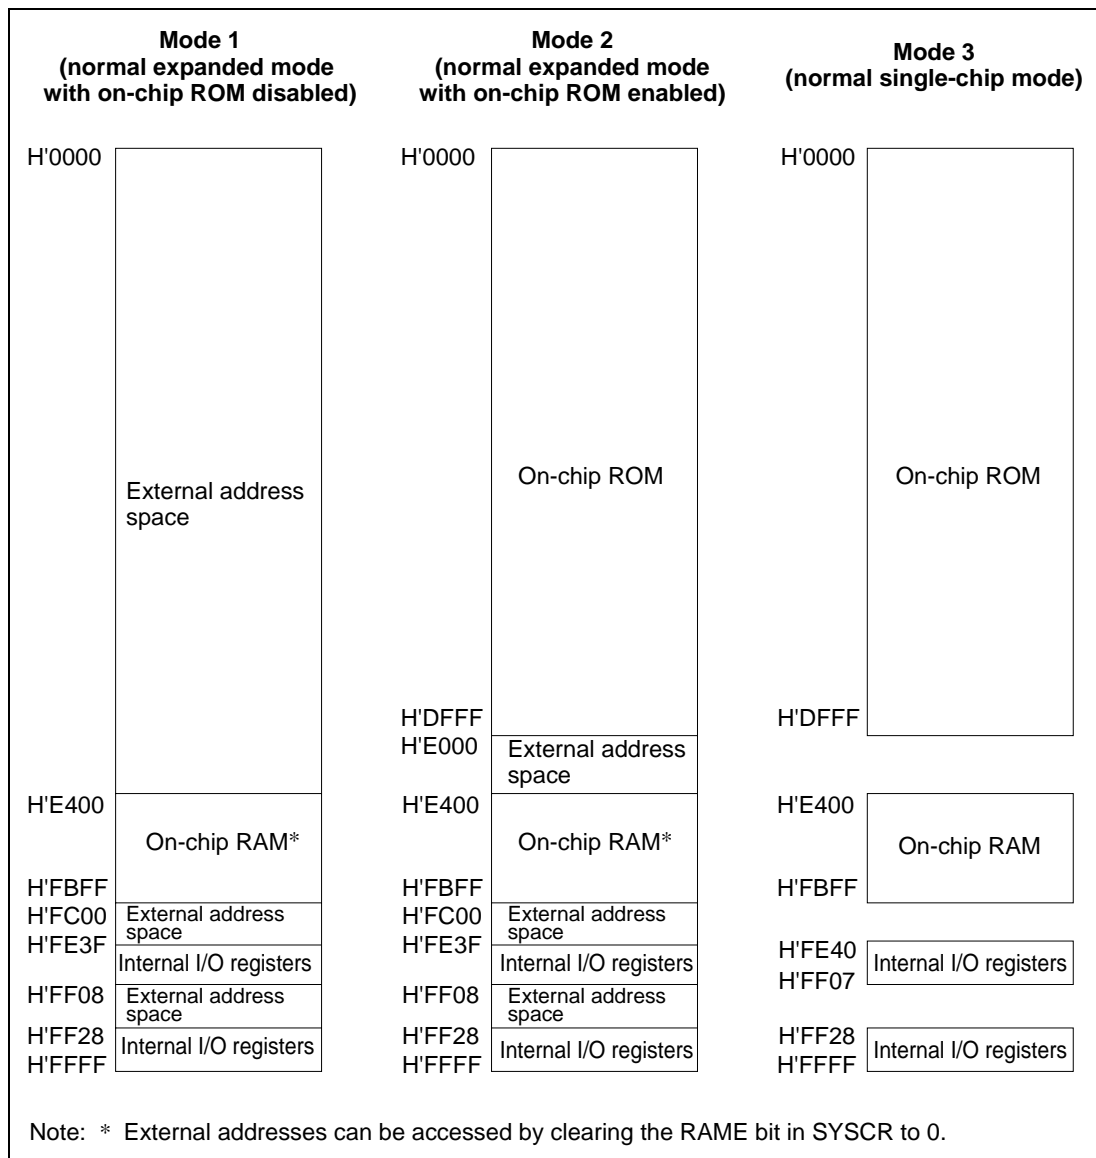 Mode 1
(normal expanded mode
with on-chip ROM disabled)
H'0000
External address
space
H'E400
On-chip RAM*
H'FBFF
H'FC00
External address
space
H'FE3F
Internal I/O registers
H'FF08
External address
space
H'FF28
Internal I/O registers
H'FFFF
Mode 2
(normal expanded mode
with on-chip ROM enabled)
H'0000
On-chip ROM
H'DFFF
H'E000
External address
space
H'E400
On-chip RAM*
H'FBFF
H'FC00
External address
space
H'FE3F
Internal I/O registers
H'FF08
External address
space
H'FF28
Internal I/O registers
H'FFFF
Mode 3
(normal single-chip mode)
H'0000
On-chip ROM
H'DFFF
H'E400
On-chip RAM
H'FBFF
H'FE40
Internal I/O registers
H'FF07
H'FF28
Internal I/O registers
H'FFFF
Note: * External addresses can be accessed by clearing the RAME bit in SYSCR to 0.